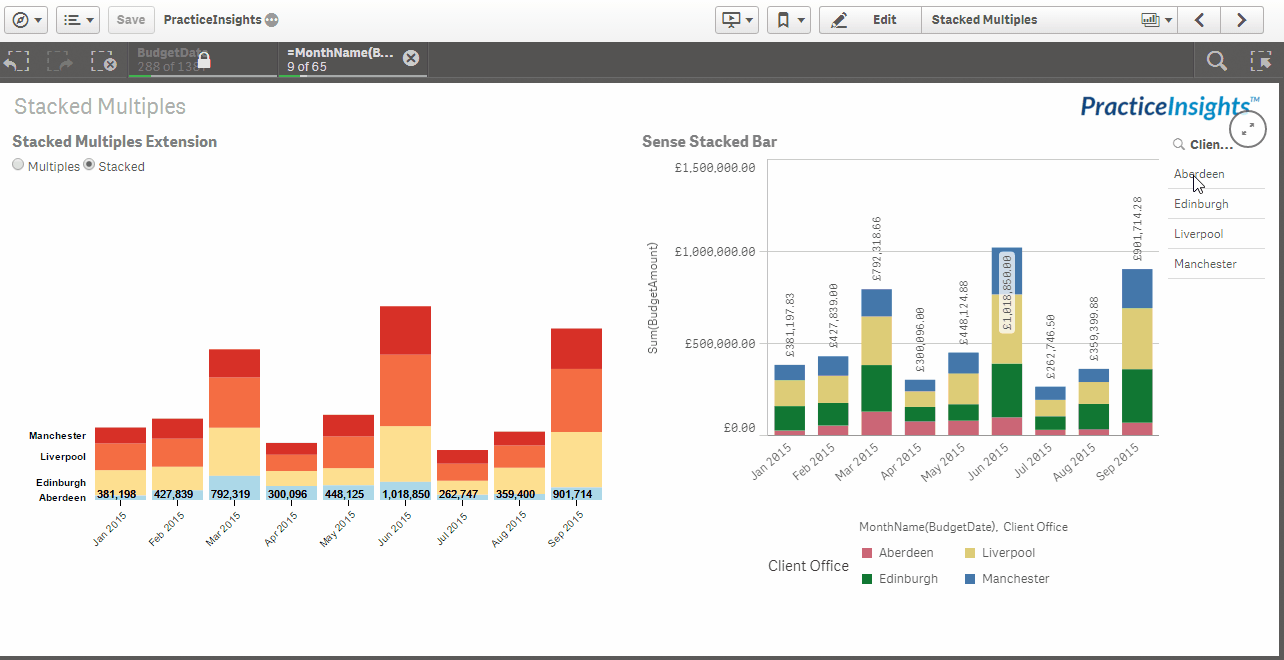 Save PracticeInsights Edit Stacked Multiples
BudgetDate =MonthName(B...
288 of 138 9 of 65
Stacked Multiples
PracticeInsights™
Stacked Multiples Extension
Multiples Stacked
Manchester
Liverpool
Edinburgh
Aberdeen
381,198 427,839 792,319 300,096 448,125 1,018,850 262,747 359,400 901,714
Jan 2015 Feb 2015 Mar 2015 Apr 2015 May 2015 Jun 2015 Jul 2015 Aug 2015 Sep 2015
Sense Stacked Bar
Sum(BudgetAmount)
£1,500,000.00
£1,000,000.00
£500,000.00
£0.00
£381,197.83 £427,839.00 £792,318.66 £300,096.00 £448,124.88 £1,018,850.00 £262,746.50 £359,399.88 £901,714.28
Jan 2015 Feb 2015 Mar 2015 Apr 2015 May 2015 Jun 2015 Jul 2015 Aug 2015 Sep 2015
MonthName(BudgetDate), Client Office
Client Office
Aberdeen Liverpool
Edinburgh Manchester
Clien...
Aberdeen
Edinburgh
Liverpool
Manchester